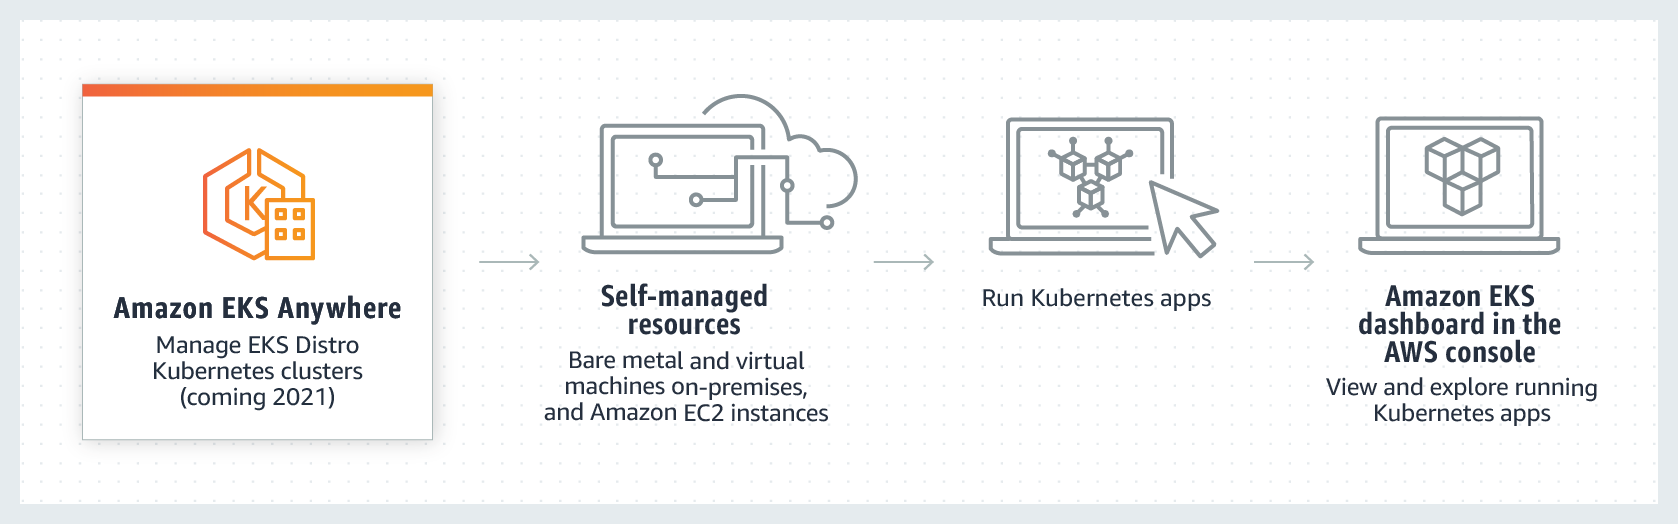 K
Amazon EKS Anywhere
Manage EKS Distro
Kubernetes clusters
(coming 2021)
Self-managed
resources
Bare metal and virtual
machines on-premises,
and Amazon EC2 instances
Run Kubernetes apps
Amazon EKS
dashboard in the
AWS console
View and explore running
Kubernetes apps